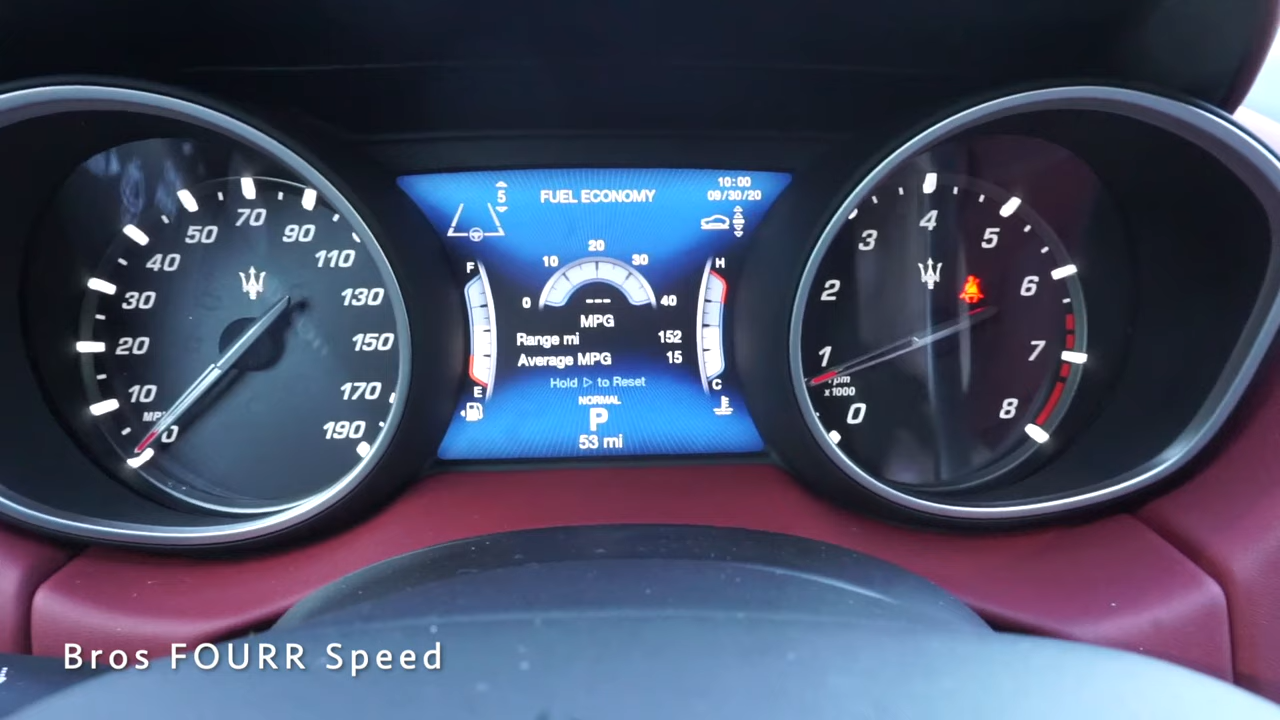 10
20
30
40
50
70
90
110
130
150
170
190
0
5
FUEL ECONOMY
10:00
09/30/20
F
E
0
10
20
30
40
---
MPG
Range mi 152
Average MPG 15
Hold ▷ to Reset
NORMAL
P
53 mi
H
C
0
1
2
3
4
5
6
7
8
rpm
x1000
Bros FOURR Speed